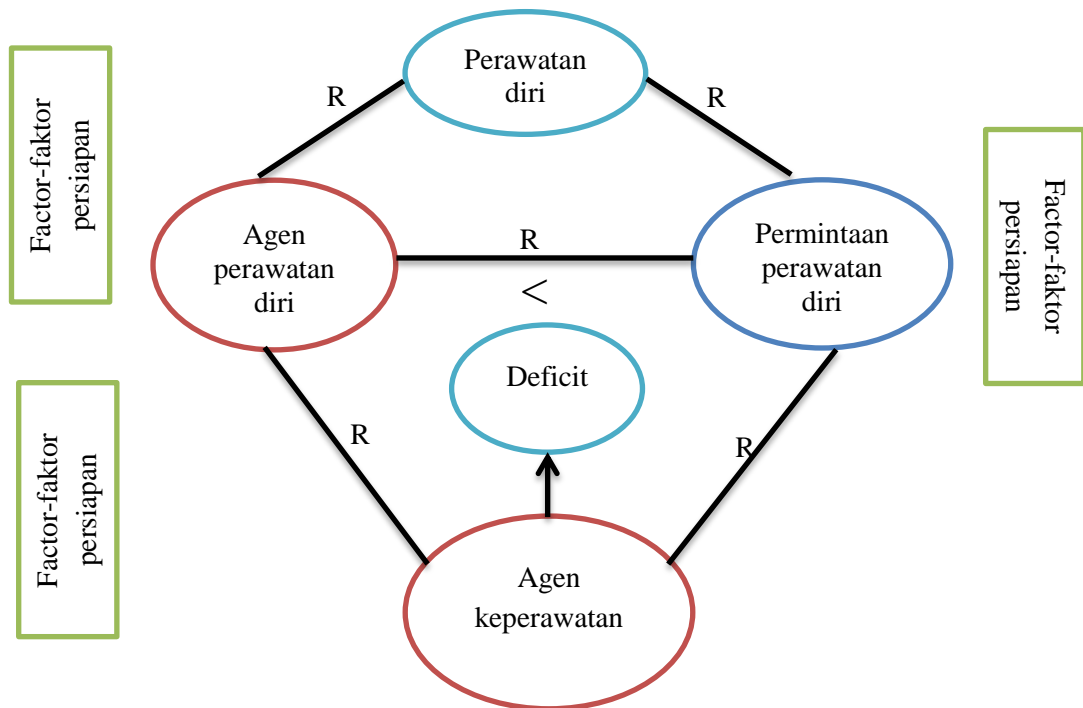 Perawatan
diri
R
R
Factor-faktor
persiapan
Factor-faktor
persiapan
Agen
perawatan
diri
R
<
Permintaan
perawatan
diri
Deficit
Factor-faktor
persiapan
R
R
Agen
keperawatan